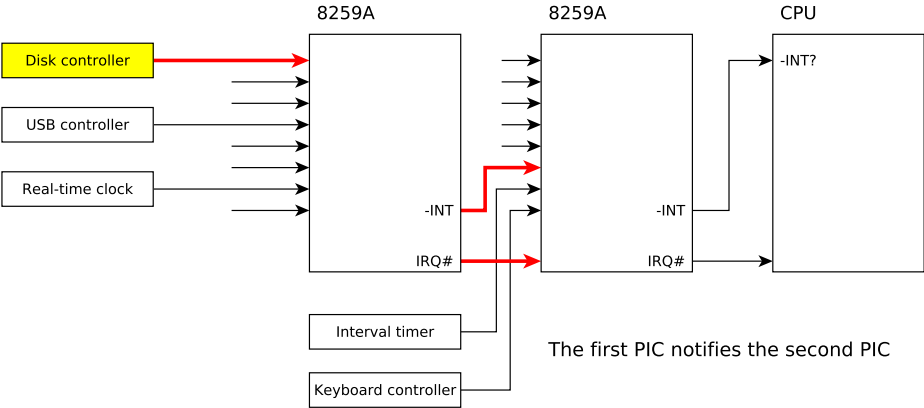 8259A
8259A
CPU
Disk controller
-INT?
USB controller
Real-time clock
-INT
-INT
IRQ#
IRQ#
Interval timer
The first PIC notifies the second PIC
Keyboard controller